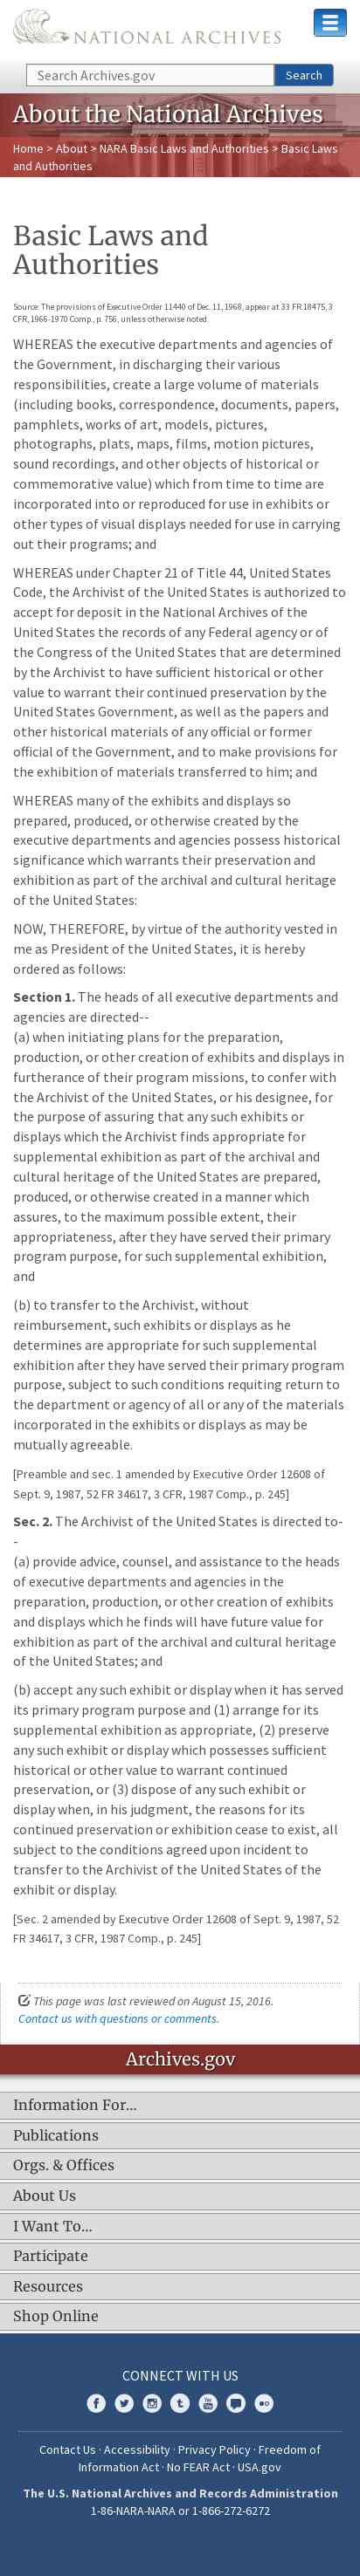 NATIONAL ARCHIVES
Search Archives.gov
Search
About the National Archives
Home > About > NARA Basic Laws and Authorities > Basic Laws
and Authorities
Basic Laws and
Authorities
Source: The provisions of Executive Order 11440 of Dec. 11, 1968, appear at 33 FR 18475, 3
CFR, 1966-1970 Comp., p. 756, unless otherwise noted.
WHEREAS the executive departments and agencies of
the Government, in discharging their various
responsibilities, create a large volume of materials
(including books, correspondence, documents, papers,
pamphlets, works of art, models, pictures,
photographs, plats, maps, films, motion pictures,
sound recordings, and other objects of historical or
commemorative value) which from time to time are
incorporated into or reproduced for use in exhibits or
other types of visual displays needed for use in carrying
out their programs; and
WHEREAS under Chapter 21 of Title 44, United States
Code, the Archivist of the United States is authorized to
accept for deposit in the National Archives of the
United States the records of any Federal agency or of
the Congress of the United States that are determined
by the Archivist to have sufficient historical or other
value to warrant their continued preservation by the
United States Government, as well as the papers and
other historical materials of any official or former
official of the Government, and to make provisions for
the exhibition of materials transferred to him; and
WHEREAS many of the exhibits and displays so
prepared, produced, or otherwise created by the
executive departments and agencies possess historical
significance which warrants their preservation and
exhibition as part of the archival and cultural heritage
of the United States:
NOW, THEREFORE, by virtue of the authority vested in
me as President of the United States, it is hereby
ordered as follows:
Section 1. The heads of all executive departments and
agencies are directed--
(a) when initiating plans for the preparation,
production, or other creation of exhibits and displays in
furtherance of their program missions, to confer with
the Archivist of the United States, or his designee, for
the purpose of assuring that any such exhibits or
displays which the Archivist finds appropriate for
supplemental exhibition as part of the archival and
cultural heritage of the United States are prepared,
produced, or otherwise created in a manner which
assures, to the maximum possible extent, their
appropriateness, after they have served their primary
program purpose, for such supplemental exhibition,
and
(b) to transfer to the Archivist, without
reimbursement, such exhibits or displays as he
determines are appropriate for such supplemental
exhibition after they have served their primary program
purpose, subject to such conditions requiting return to
the department or agency of all or any of the materials
incorporated in the exhibits or displays as may be
mutually agreeable.
[Preamble and sec. 1 amended by Executive Order 12608 of
Sept. 9, 1987, 52 FR 34617, 3 CFR, 1987 Comp., p. 245]
Sec. 2. The Archivist of the United States is directed to-
-
(a) provide advice, counsel, and assistance to the heads
of executive departments and agencies in the
preparation, production, or other creation of exhibits
and displays which he finds will have future value for
exhibition as part of the archival and cultural heritage
of the United States; and
(b) accept any such exhibit or display when it has served
its primary program purpose and (1) arrange for its
supplemental exhibition as appropriate, (2) preserve
any such exhibit or display which possesses sufficient
historical or other value to warrant continued
preservation, or (3) dispose of any such exhibit or
display when, in his judgment, the reasons for its
continued preservation or exhibition cease to exist, all
subject to the conditions agreed upon incident to
transfer to the Archivist of the United States of the
exhibit or display.
[Sec. 2 amended by Executive Order 12608 of Sept. 9, 1987, 52
FR 34617, 3 CFR, 1987 Comp., p. 245]
This page was last reviewed on August 15, 2016.
Contact us with questions or comments.
Archives.gov
Information For…
Publications
Orgs. & Offices
About Us
I Want To…
Participate
Resources
Shop Online
CONNECT WITH US
Contact Us · Accessibility · Privacy Policy · Freedom of
Information Act · No FEAR Act · USA.gov
The U.S. National Archives and Records Administration
1-86-NARA-NARA or 1-866-272-6272